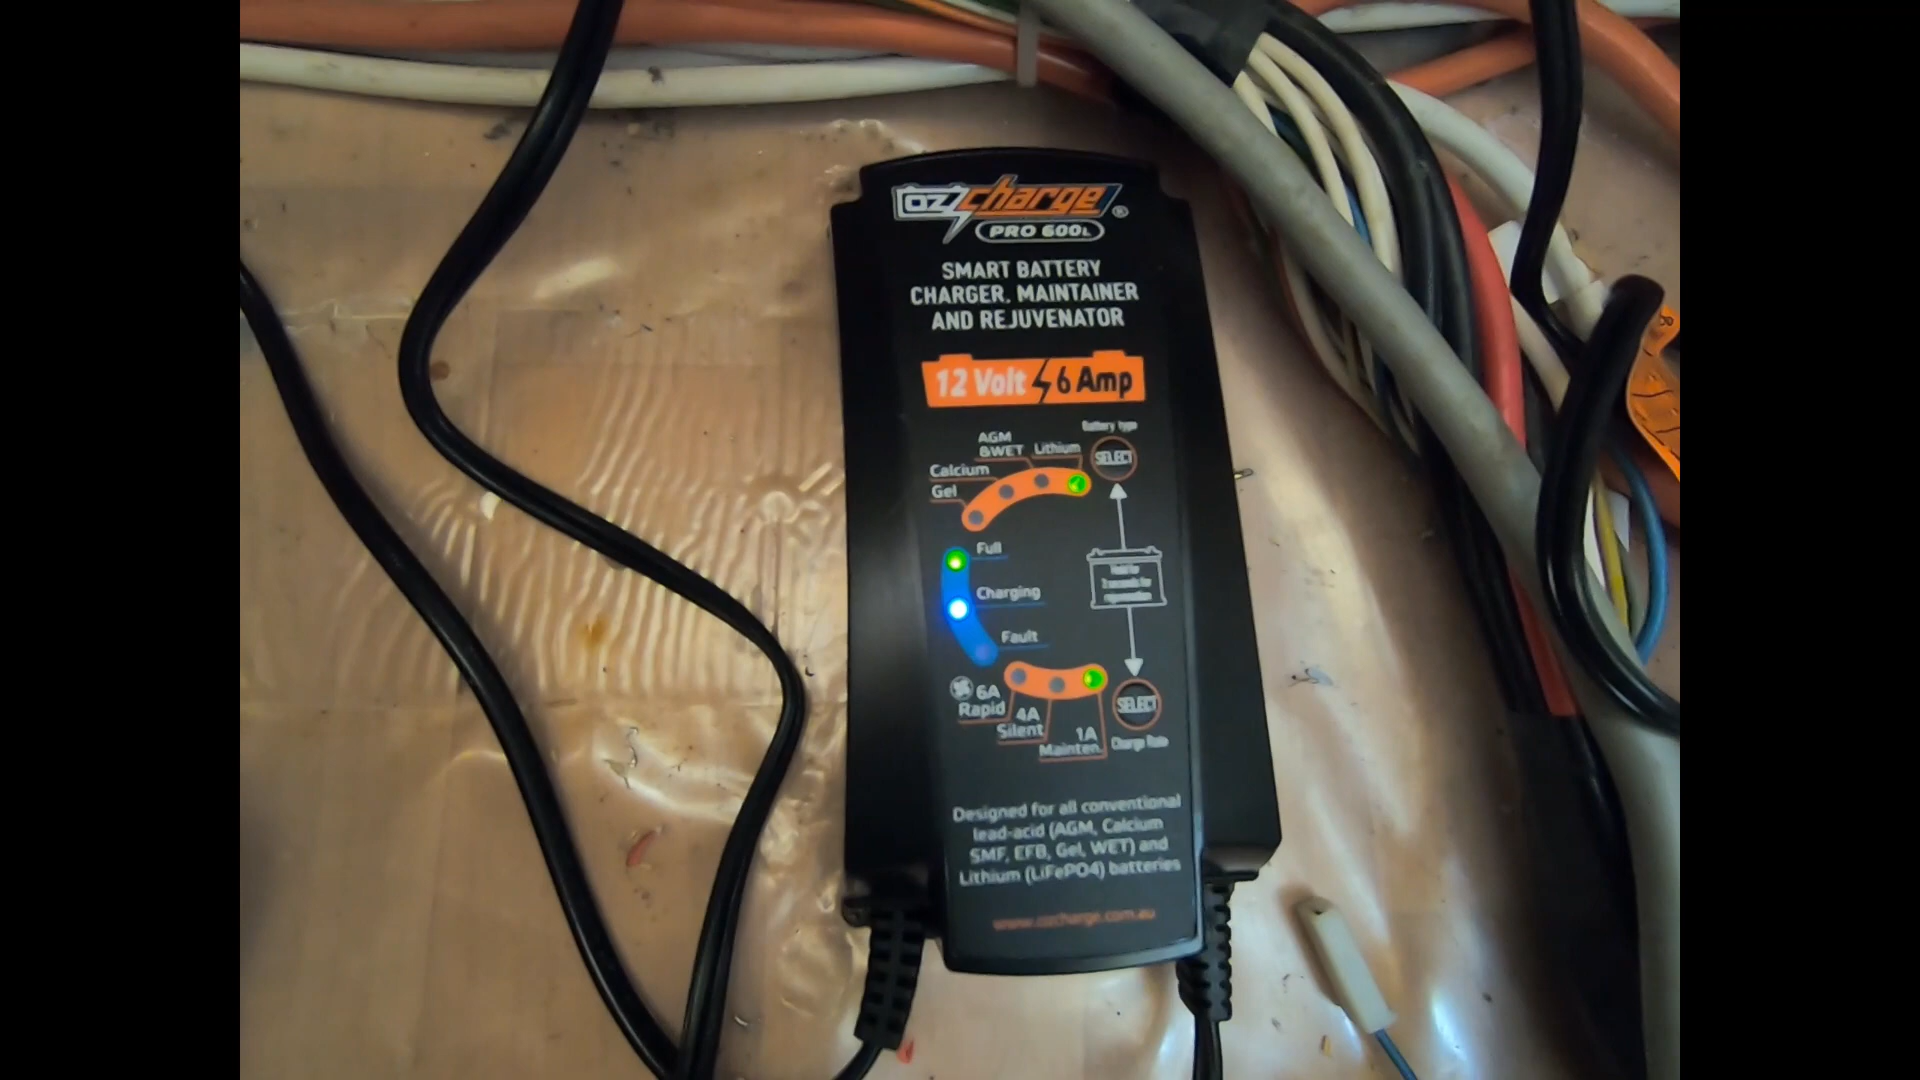 OZcharge®
PRO 600L
SMART BATTERY
CHARGER. MAINTAINER
AND REJUVENATOR
12 Volt 6 Amp
Battery type
AGM
&WET
Lithium
SELECT
Calcium
Gel
Full
Charging
Fault
6A
Rapid
4A
Silent
1A
Mainten.
SELECT
Charge Rate
Designed for all conventional
lead-acid (AGM, Calcium
SMF, EFB, Gel, WET) and
Lithium (LiFePO4) batteries
www.ozcharge.com.au